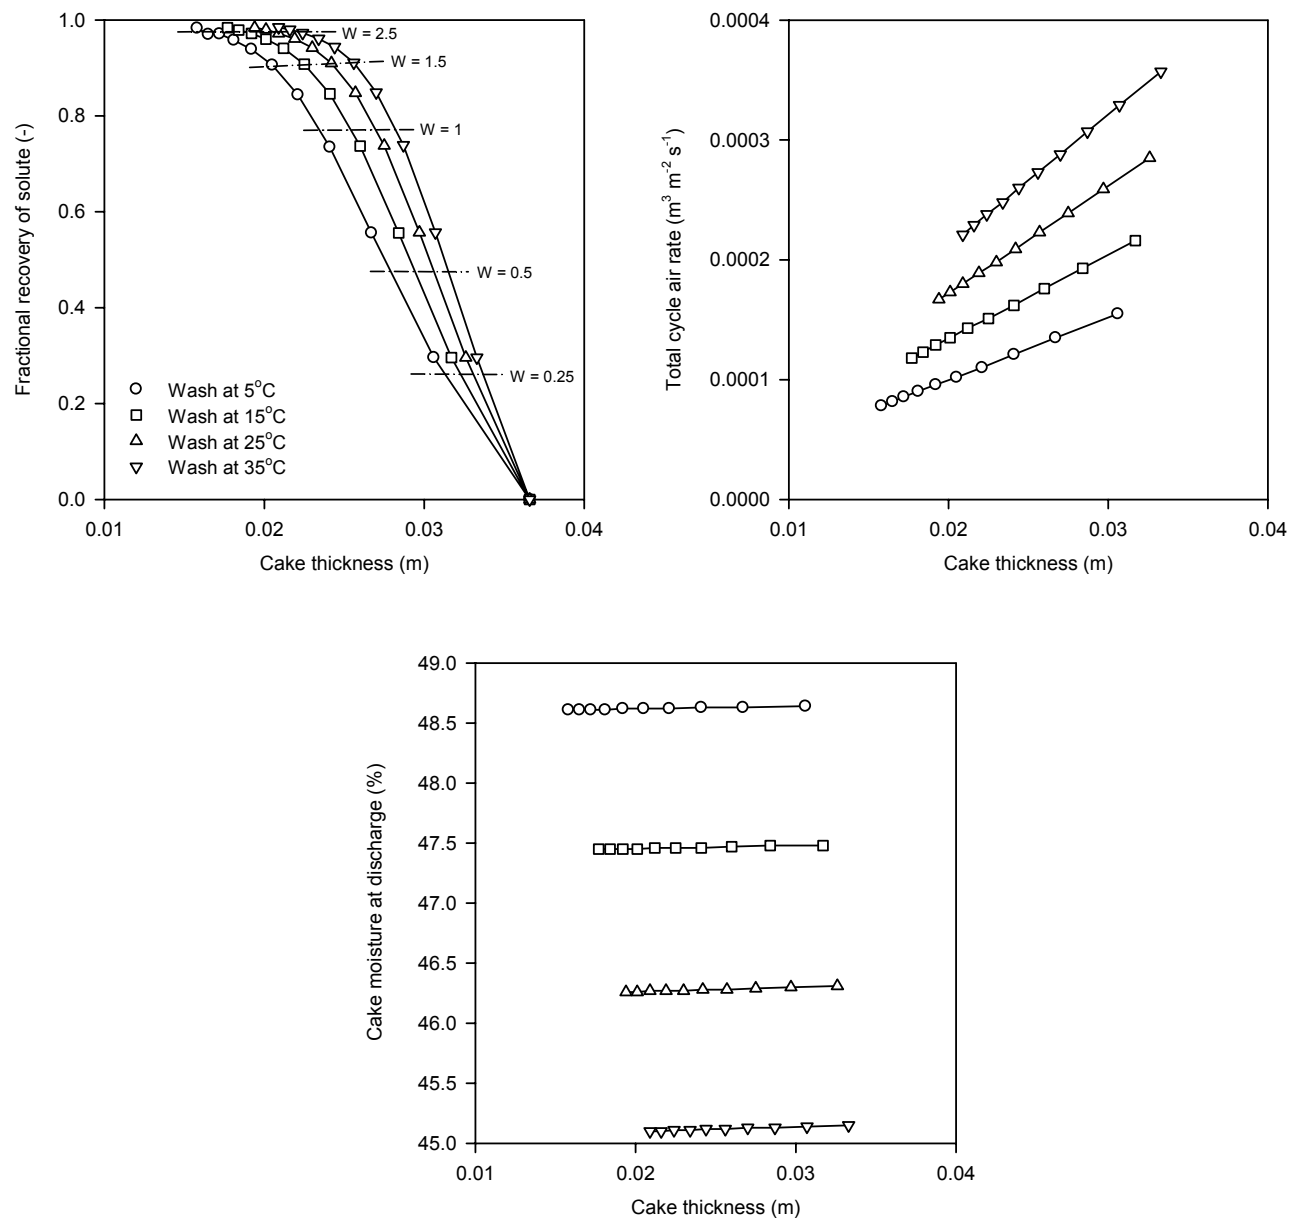 Fractional recovery of solute (-)
1.0
0.8
0.6
0.4
0.2
0.0
W = 2.5
W = 1.5
W = 1
W = 0.5
W = 0.25
Wash at 5°C
Wash at 15°C
Wash at 25°C
Wash at 35°C
0.01 0.02 0.03 0.04
Cake thickness (m)
Total cycle air rate (m³ m⁻² s⁻¹)
0.0004
0.0003
0.0002
0.0001
0.0000
0.01 0.02 0.03 0.04
Cake thickness (m)
Cake moisture at discharge (%)
49.0
48.5
48.0
47.5
47.0
46.5
46.0
45.5
45.0
0.01 0.02 0.03 0.04
Cake thickness (m)